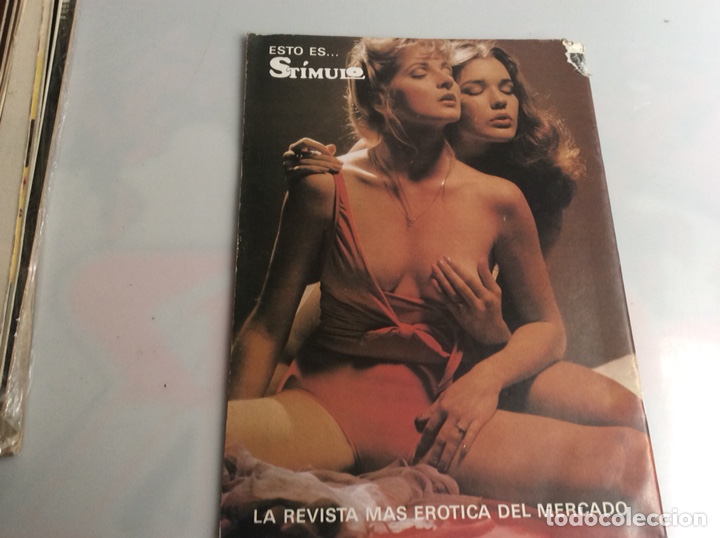 ESTO ES...
STÍMULO
LA REVISTA MAS EROTICA DEL MERCADO
todocoleccion